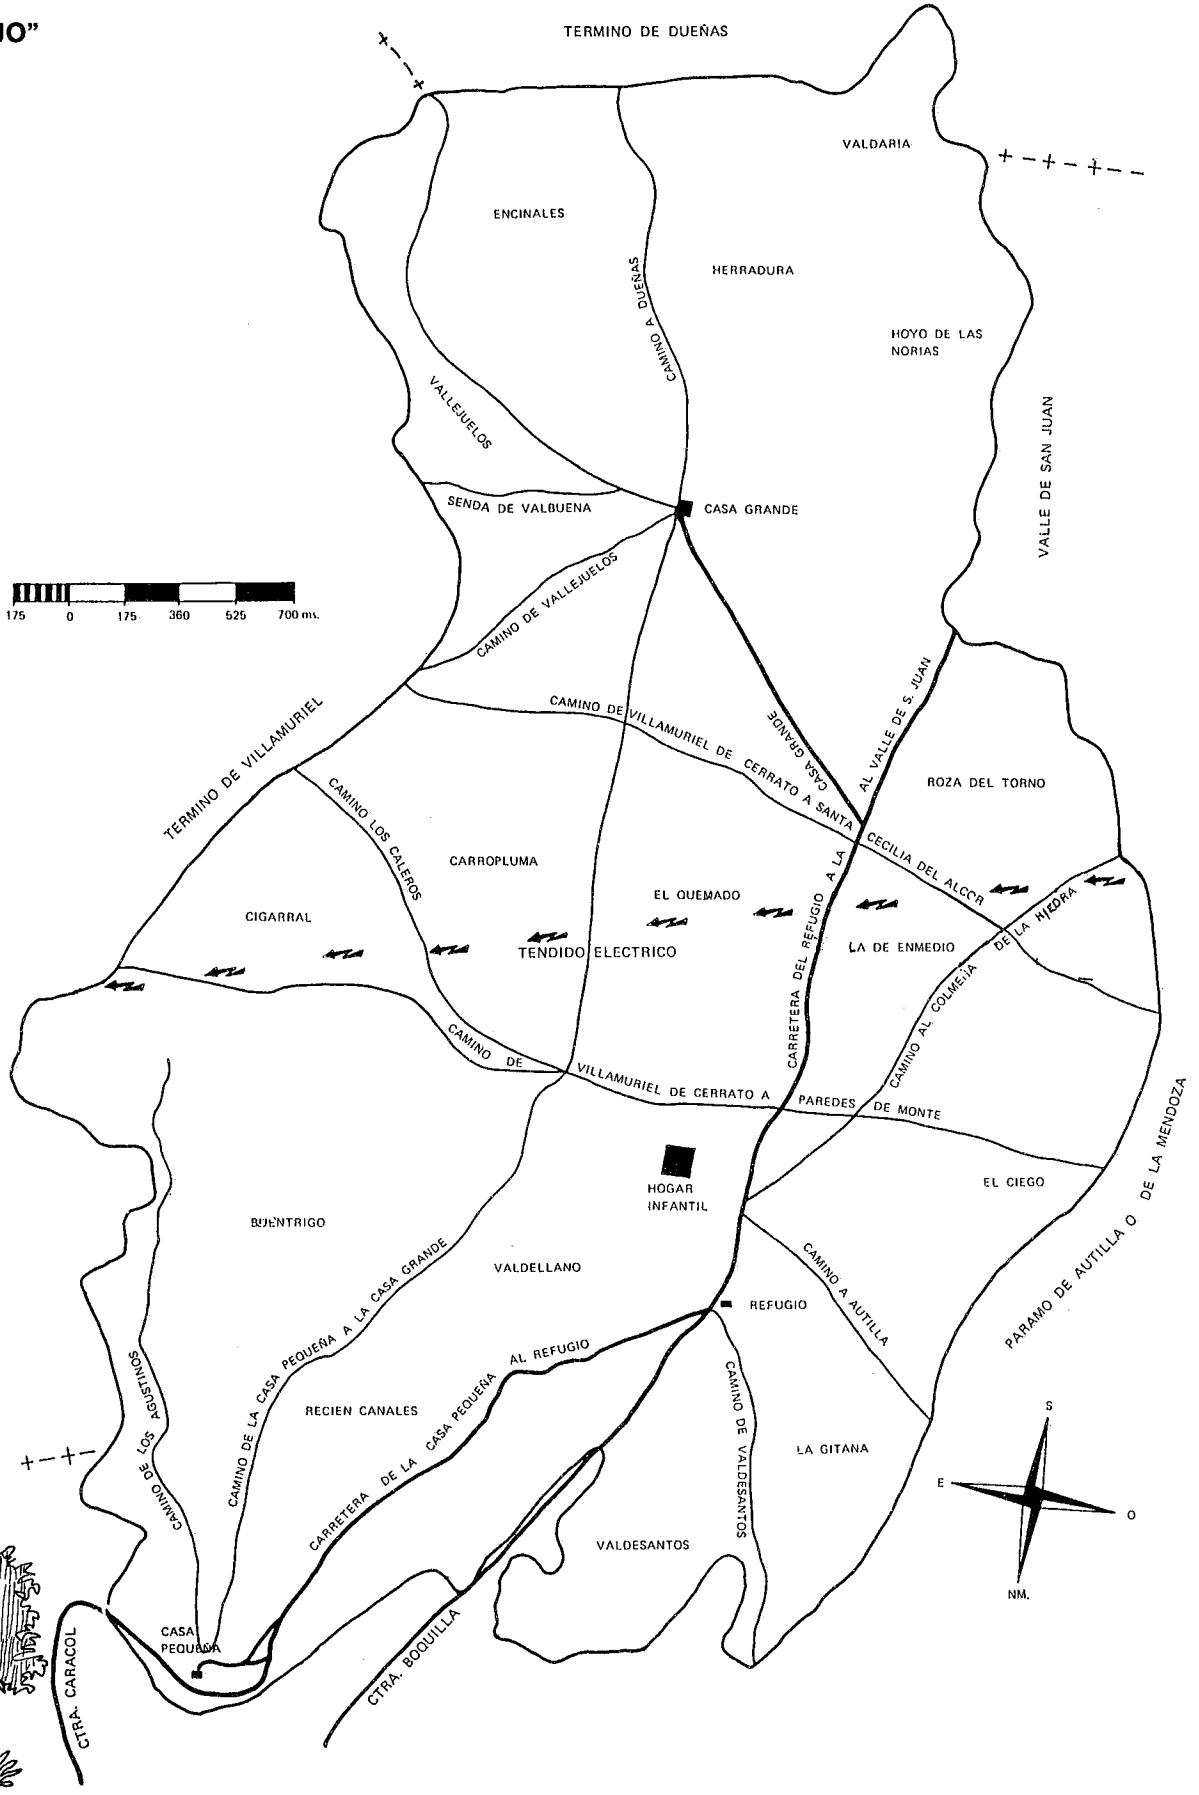 JO”
TERMINO DE DUEÑAS
VALDARIA
ENCINALES
HERRADURA
CAMINO A DUEÑAS
HOYO DE LAS
NORIAS
VALLEJUELOS
VALLE DE SAN JUAN
SENDA DE VALBUENA
CASA GRANDE
CAMINO DE VALLEJUELOS
175 0 175 360 525 700 ms.
TERMINO DE VILLAMURIEL
CAMINO DE VILLAMURIEL DE CERRATO A SANTA CECILIA DEL ALCOR
CASA GRANDE
AL VALLE DE S. JUAN
ROZA DEL TORNO
CAMINO LOS CALEROS
CARROPLUMA
EL QUEMADO
CIGARRAL
TENDIDO ELECTRICO
LA DE ENMEDIO
CARRETERA DEL REFUGIO A LA
CAMINO AL COLMENA DE LA HIEDRA
CAMINO DE VILLAMURIEL DE CERRATO A PAREDES DE MONTE
HOGAR
INFANTIL
EL CIEGO
PARAMO DE AUTILLA O DE LA MENDOZA
BUENTRIGO
VALDELLANO
CAMINO A AUTILLA
REFUGIO
CAMINO DE LA CASA PEQUEÑA A LA CASA GRANDE
CARRETERA DE LA CASA PEQUEÑA AL REFUGIO
CAMINO DE LOS AGUSTINOS
RECIEN CANALES
CAMINO DE VALDESANTOS
LA GITANA
S
E
O
NM.
VALDESANTOS
CASA
PEQUEÑA
CTRA. CARACOL
CTRA. BOQUILLA